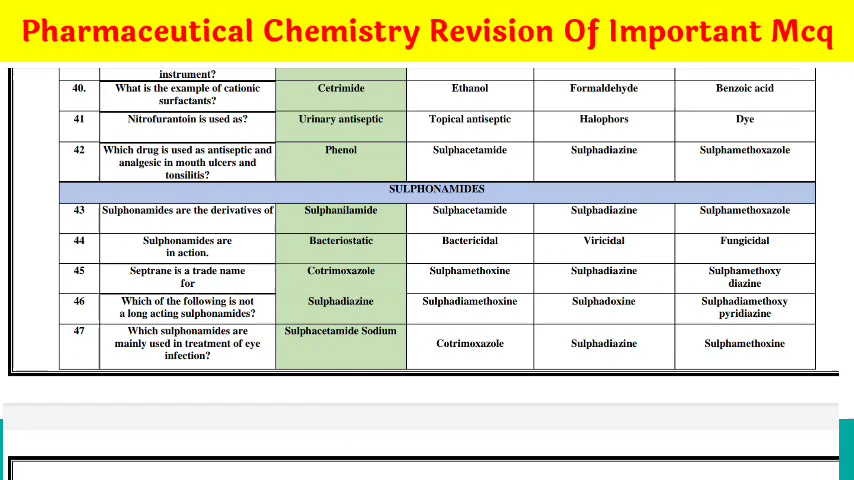 Pharmaceutical Chemistry Revision Of Important Mcq
instrument?
40. What is the example of cationic surfactants? Cetrimide Ethanol Formaldehyde Benzoic acid
41 Nitrofurantoin is used as? Urinary antiseptic Topical antiseptic Halophors Dye
42 Which drug is used as antiseptic and analgesic in mouth ulcers and tonsilitis? Phenol Sulphacetamide Sulphadiazine Sulphamethoxazole
SULPHONAMIDES
43 Sulphonamides are the derivatives of Sulphanilamide Sulphacetamide Sulphadiazine Sulphamethoxazole
44 Sulphonamides are in action. Bacteriostatic Bactericidal Viricidal Fungicidal
45 Septrane is a trade name for Cotrimoxazole Sulphamethoxine Sulphadiazine Sulphamethoxy diazine
46 Which of the following is not a long acting sulphonamides? Sulphadiazine Sulphadiamethoxine Sulphadoxine Sulphadiamethoxy pyridiazine
47 Which sulphonamides are mainly used in treatment of eye infection? Sulphacetamide Sodium Cotrimoxazole Sulphadiazine Sulphamethoxine